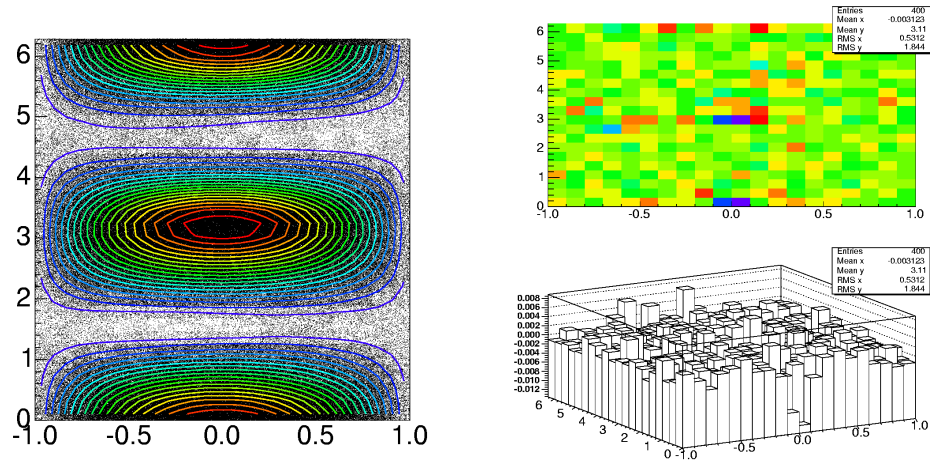 6
5
4
3
2
1
0
-1.0 -0.5 0.0 0.5 1.0
Entries 400
Mean x -0.003123
Mean y 3.11
RMS x 0.5312
RMS y 1.844
6
5
4
3
2
1
0
-1.0 -0.5 0.0 0.5 1.0
Entries 400
Mean x -0.003123
Mean y 3.11
RMS x 0.5312
RMS y 1.844
0.008
0.006
0.004
0.002
0.000
-0.002
-0.004
-0.006
-0.008
-0.010
-0.012
6 5 4 3 2 1 0
-1.0 -0.5 0.0 0.5 1.0